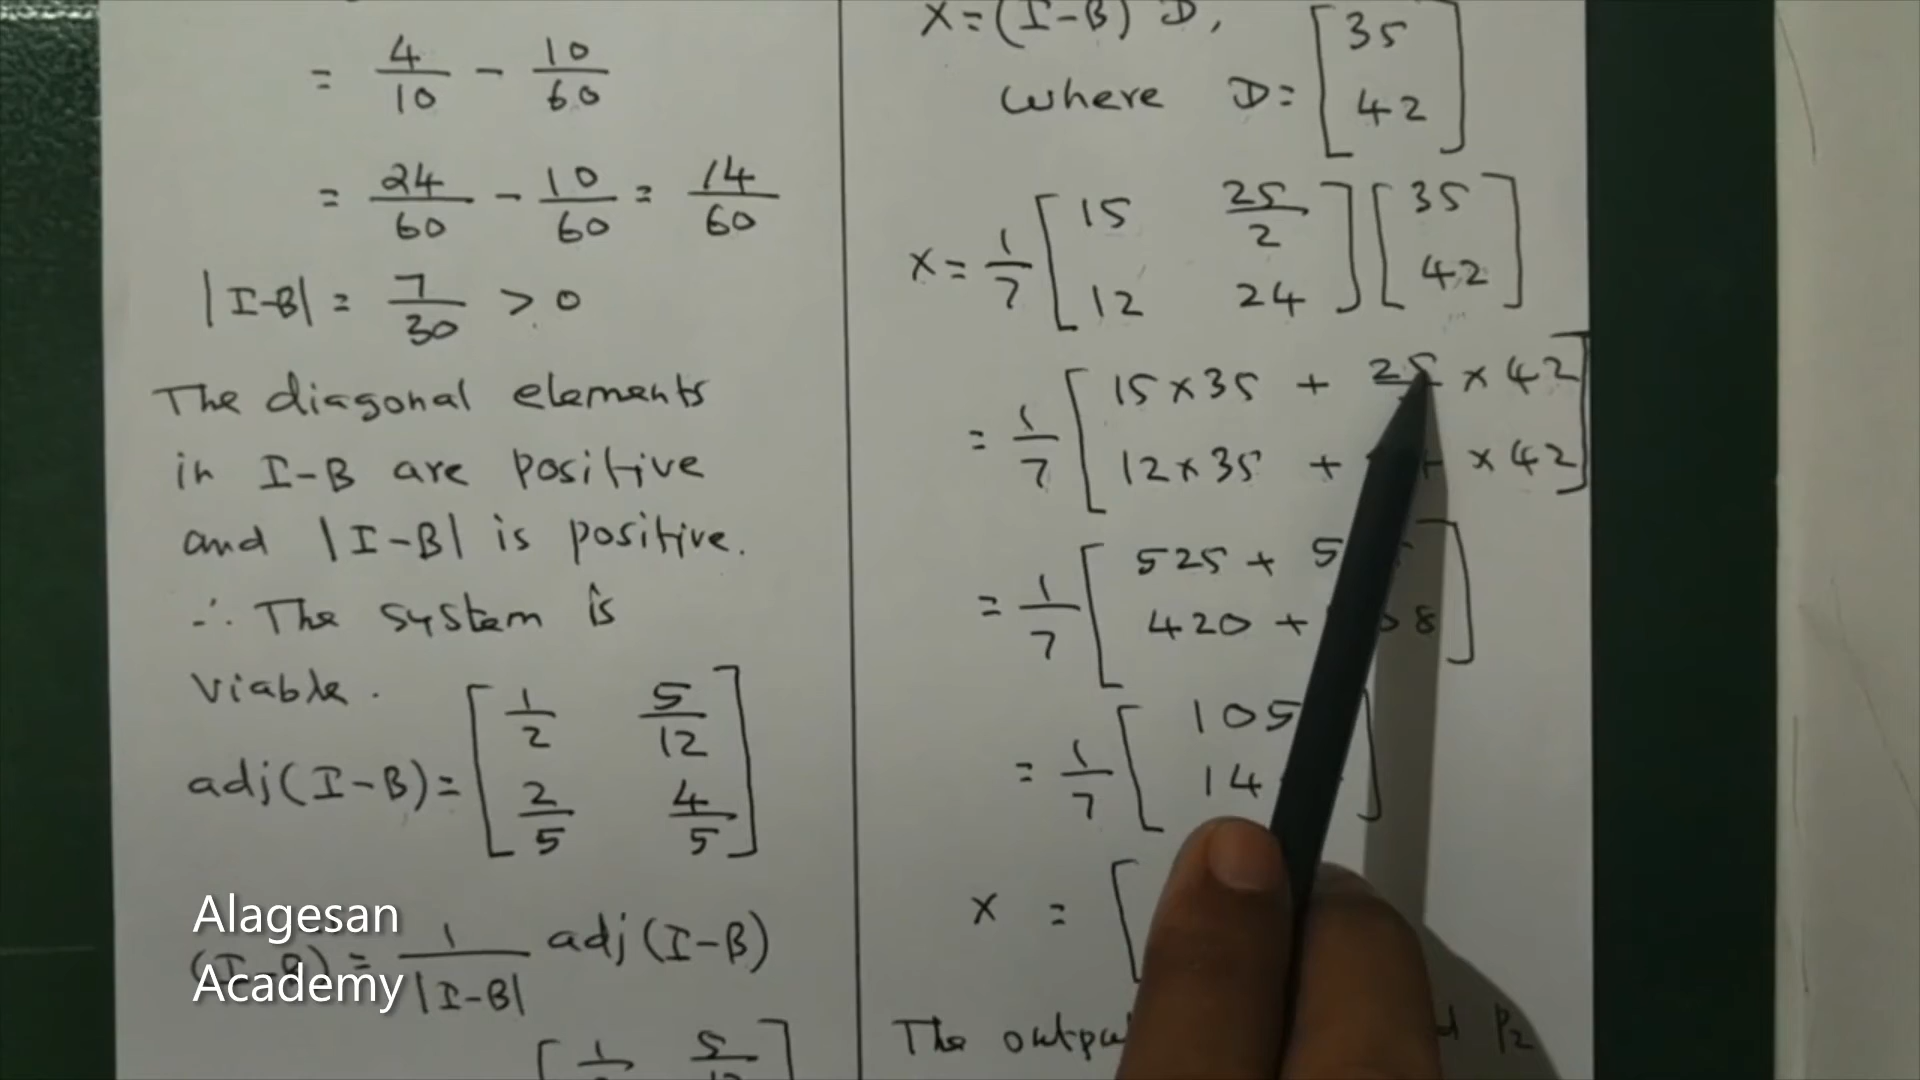 = 4/10 - 10/60
= 24/60 - 10/60 = 14/60
|I-B| = 7/30 > 0
The diagonal elements
in I-B are positive
and |I-B| is positive.
∴ The system is
viable.
adj(I-B) = [1/2 5/12
2/5 4/5]
= 1/|I-B| adj(I-B)
[1 5
X = (I-B) D,
where D = [35
42]
X = 1/7 [15 25/2
12 24] [35
42]
= 1/7 [15×35 + 25 ×42
12×35 + ×42]
= 1/7 [525 +
420 + ]
= 1/7 [105
14 ]
X = [
The P2
Alagesan
Academy